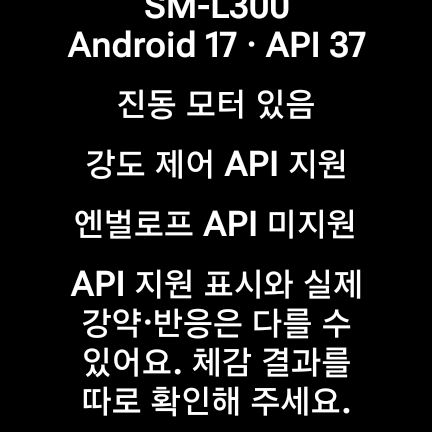 SM-L300
Android 17 · API 37
진동 모터 있음
강도 제어 API 지원
엔벌로프 API 미지원
API 지원 표시와 실제
강약·반응은 다를 수
있어요. 체감 결과를
따로 확인해 주세요.